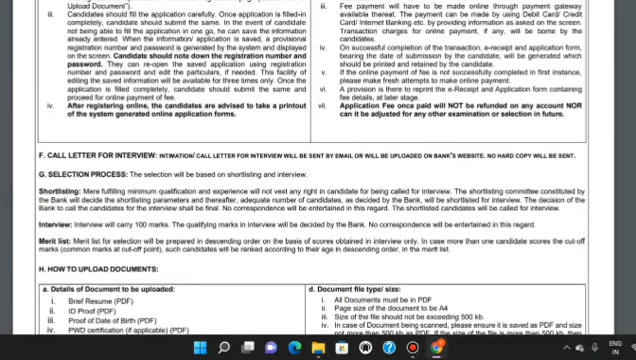 Upload Document").
iii. Candidates should fill the application carefully. Once application is filled-in
completely, candidate should submit the same. In the event of candidate
not being able to fill the application in one go, he can save the information
already entered. When the information/ application is saved, a provisional
registration number and password is generated by the system and displayed
on the screen. Candidate should note down the registration number and
password. They can re-open the saved application using registration
number and password and edit the particulars, if needed. This facility of
editing the saved information will be available for three times only. Once the
application is filled completely, candidate should submit the same and
proceed for online payment of fee.
iv. After registering online, the candidates are advised to take a printout
of the system generated online application forms.
iii. Fee payment will have to be made online through payment gateway
available thereat. The payment can be made by using Debit Card/ Credit
Card/ Internet Banking etc. by providing information as asked on the screen.
Transaction charges for online payment, if any, will be borne by the
candidates.
iv. On successful completion of the transaction, e-receipt and application form,
bearing the date of submission by the candidate, will be generated which
should be printed and retained by the candidate.
v. If the online payment of fee is not successfully completed in first instance,
please make fresh attempts to make online payment.
vi. A provision is there to reprint the e-Receipt and Application form containing
fee details, at later stage.
vii. Application Fee once paid will NOT be refunded on any account NOR
can it be adjusted for any other examination or selection in future.
F. CALL LETTER FOR INTERVIEW: INTIMATION/ CALL LETTER FOR INTERVIEW WILL BE SENT BY EMAIL OR WILL BE UPLOADED ON BANK'S WEBSITE. NO HARD COPY WILL BE SENT.
G. SELECTION PROCESS: The selection will be based on shortlisting and interview.
Shortlisting: Mere fulfilling minimum qualification and experience will not vest any right in candidate for being called for interview. The shortlisting committee constituted by
the Bank will decide the shortlisting parameters and thereafter, adequate number of candidates, as decided by the Bank, will be shortlisted for interview. The decision of the
Bank to call the candidates for the interview shall be final. No correspondence will be entertained in this regard. The shortlisted candidates will be called for interview.
Interview: Interview will carry 100 marks. The qualifying marks in interview will be decided by the Bank. No correspondence will be entertained in this regard.
Merit list: Merit list for selection will be prepared in descending order on the basis of scores obtained in interview only. In case more than one candidate scores the cut-off
marks (common marks at cut-off point), such candidates will be ranked according to their age in descending order, in the merit list.
H. HOW TO UPLOAD DOCUMENTS:
a. Details of Document to be uploaded:
i. Brief Resume (PDF)
ii. ID Proof (PDF)
iii. Proof of Date of Birth (PDF)
iv. PWD certification (if applicable) (PDF)
d. Document file type/ size:
i. All Documents must be in PDF
ii. Page size of the document to be A4
iii. Size of the file should not be exceeding 500 kb.
iv. In case of Document being scanned, please ensure it is saved as PDF and size
not more than 500 kb as PDF. If the size of the file is more than 500 kb, then
ENG
IN